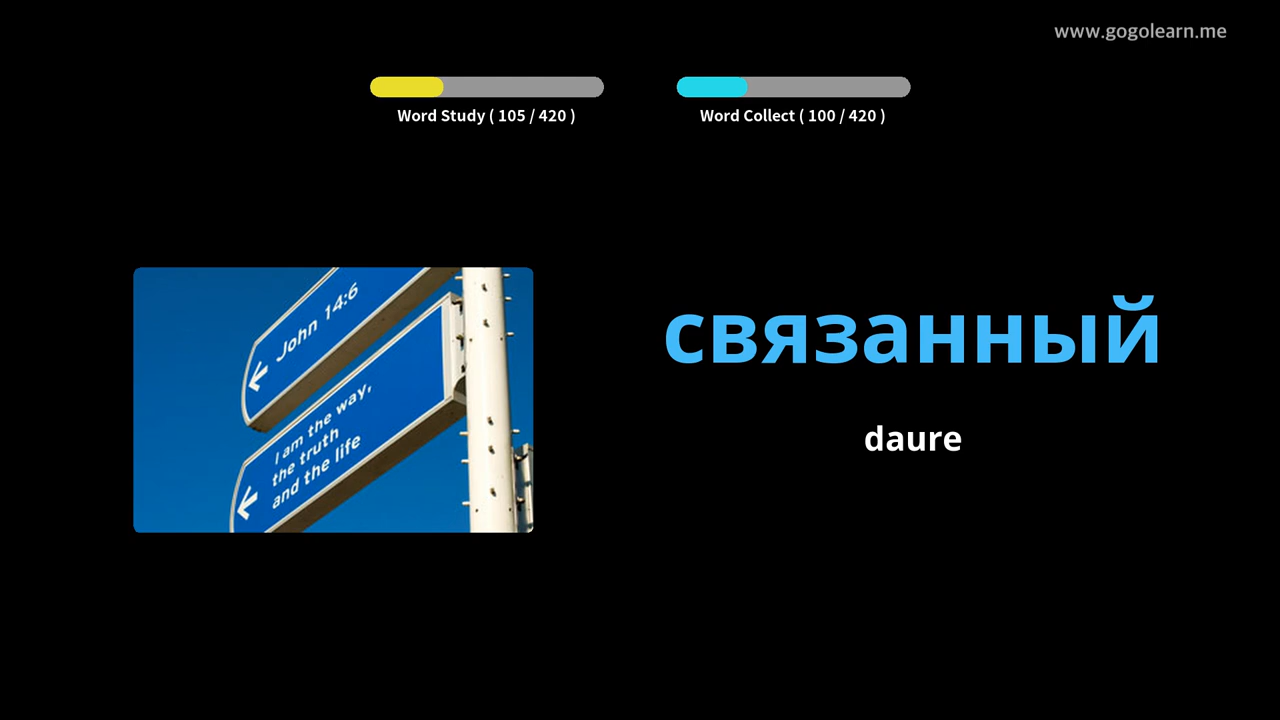 www.gogolearn.me
Word Study ( 105 / 420 )
Word Collect ( 100 / 420 )
John 14:6
I am the way,
the truth
and the life
связанный
daure